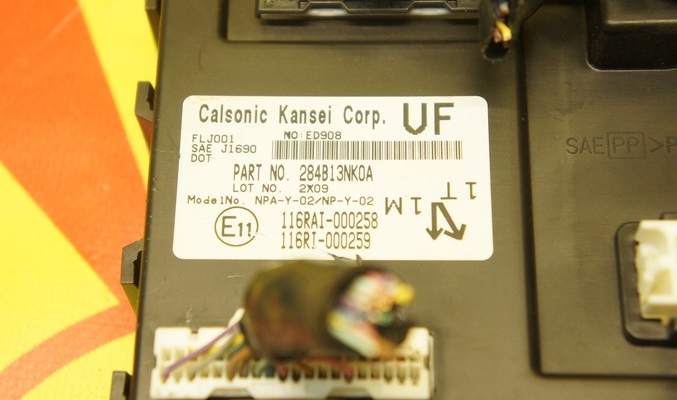 Calsonic Kansei Corp. UF
FLJ001 NO:ED908
SAE J1690
DOT
PART NO. 284B13NK0A
LOT NO. 2X09
Model No. NPA-Y-02/NP-Y-02
1M 1T
E11 116RAI-000258
116RI-000259
SAE PP >P